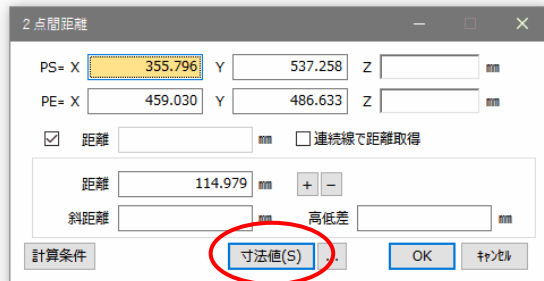 2点間距離
PS= X 355.796 Y 537.258 Z mm
PE= X 459.030 Y 486.633 Z mm
距離 mm 連続線で距離取得
距離 114.979 mm + -
斜距離 mm 高低差 mm
計算条件 寸法値(S) ... OK ｷｬﾝｾﾙ